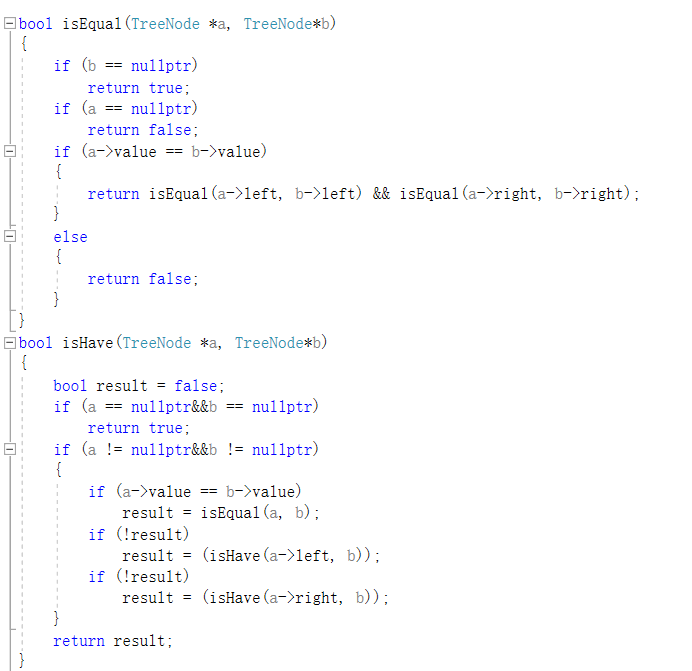 bool isEqual(TreeNode *a, TreeNode*b)
{
    if (b == nullptr)
        return true;
    if (a == nullptr)
        return false;
    if (a->value == b->value)
    {
        return isEqual(a->left, b->left) && isEqual(a->right, b->right);
    }
    else
    {
        return false;
    }
}
bool isHave(TreeNode *a, TreeNode*b)
{
    bool result = false;
    if (a == nullptr&&b == nullptr)
        return true;
    if (a != nullptr&&b != nullptr)
    {
        if (a->value == b->value)
            result = isEqual(a, b);
        if (!result)
            result = (isHave(a->left, b));
        if (!result)
            result = (isHave(a->right, b));
    }
    return result;
}